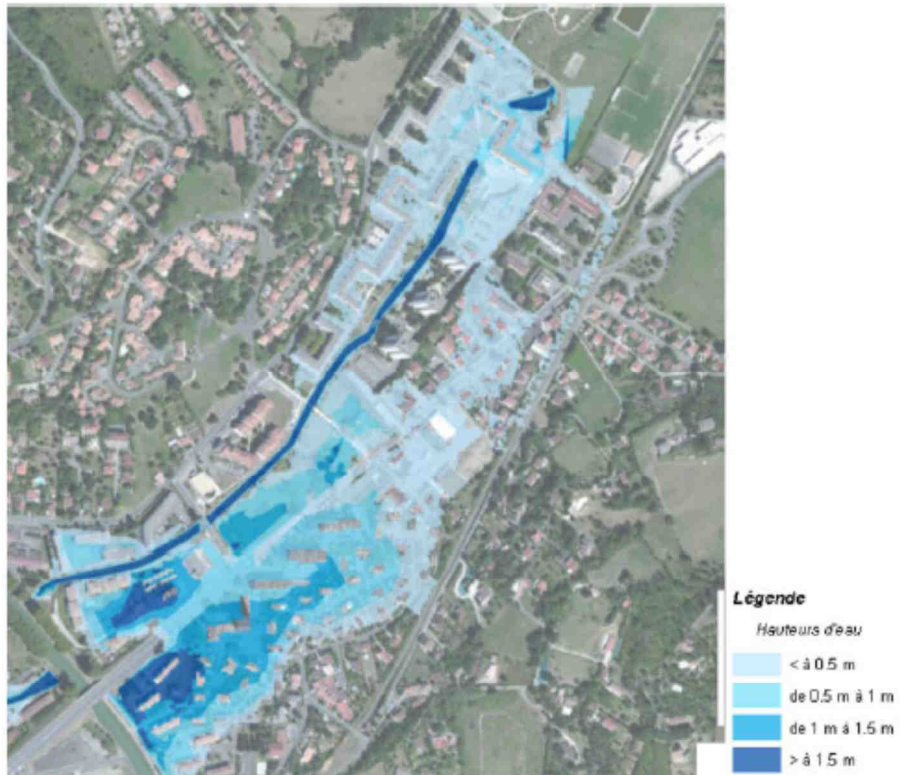 Légende
Hauteurs d'eau
< à 0.5 m
de 0.5 m à 1 m
de 1 m à 1.5 m
> à 1.5 m